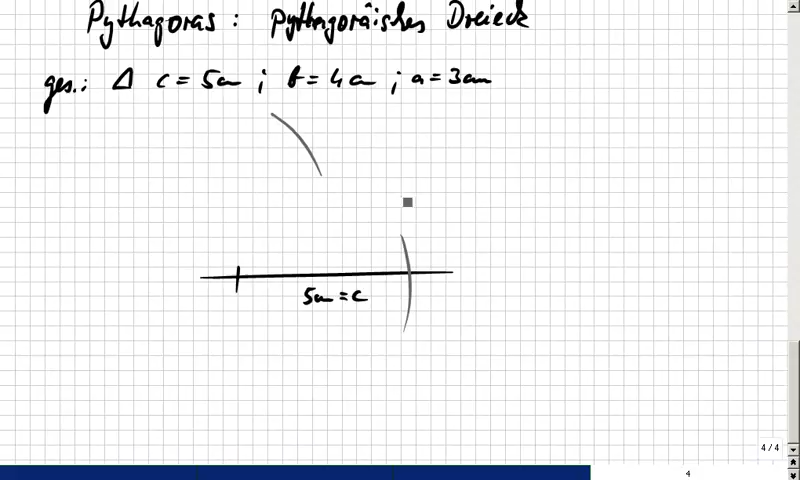 Pythagoras : pythagoräisches Dreieck
ges.: Δ c = 5cm ; b = 4cm ; a = 3cm
5cm = c
4 / 4
4